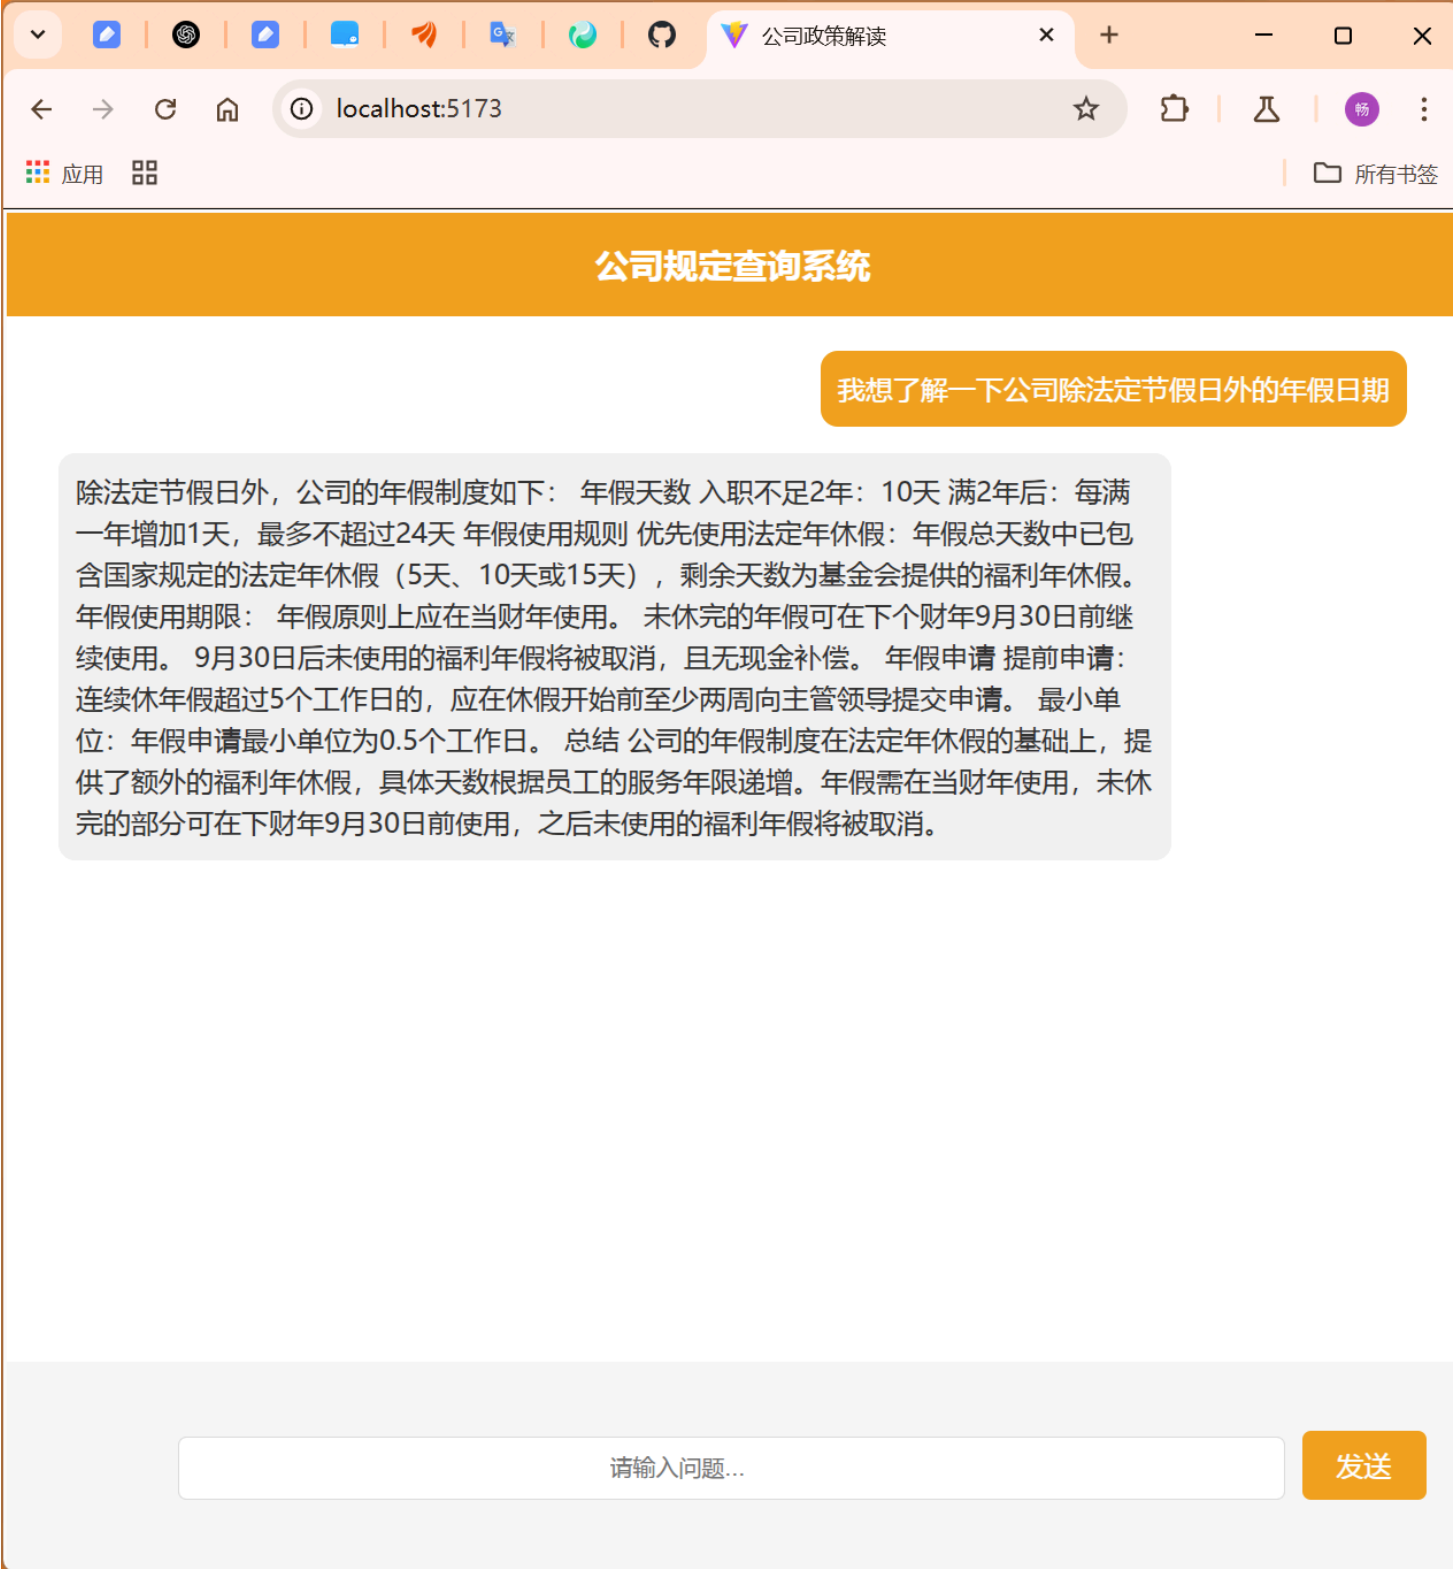 公司政策解读
localhost:5173
畅
应用
所有书签
公司规定查询系统
我想了解一下公司除法定节假日外的年假日期
除法定节假日外，公司的年假制度如下： 年假天数 入职不足2年：10天 满2年后：每满
一年增加1天，最多不超过24天 年假使用规则 优先使用法定年休假：年假总天数中已包
含国家规定的法定年休假（5天、10天或15天），剩余天数为基金会提供的福利年休假。
年假使用期限： 年假原则上应在当财年使用。 未休完的年假可在下个财年9月30日前继
续使用。 9月30日后未使用的福利年假将被取消，且无现金补偿。 年假申请 提前申请：
连续休年假超过5个工作日的，应在休假开始前至少两周向主管领导提交申请。 最小单
位：年假申请最小单位为0.5个工作日。 总结 公司的年假制度在法定年休假的基础上，提
供了额外的福利年休假，具体天数根据员工的服务年限递增。年假需在当财年使用，未休
完的部分可在下财年9月30日前使用，之后未使用的福利年假将被取消。
请输入问题...
发送